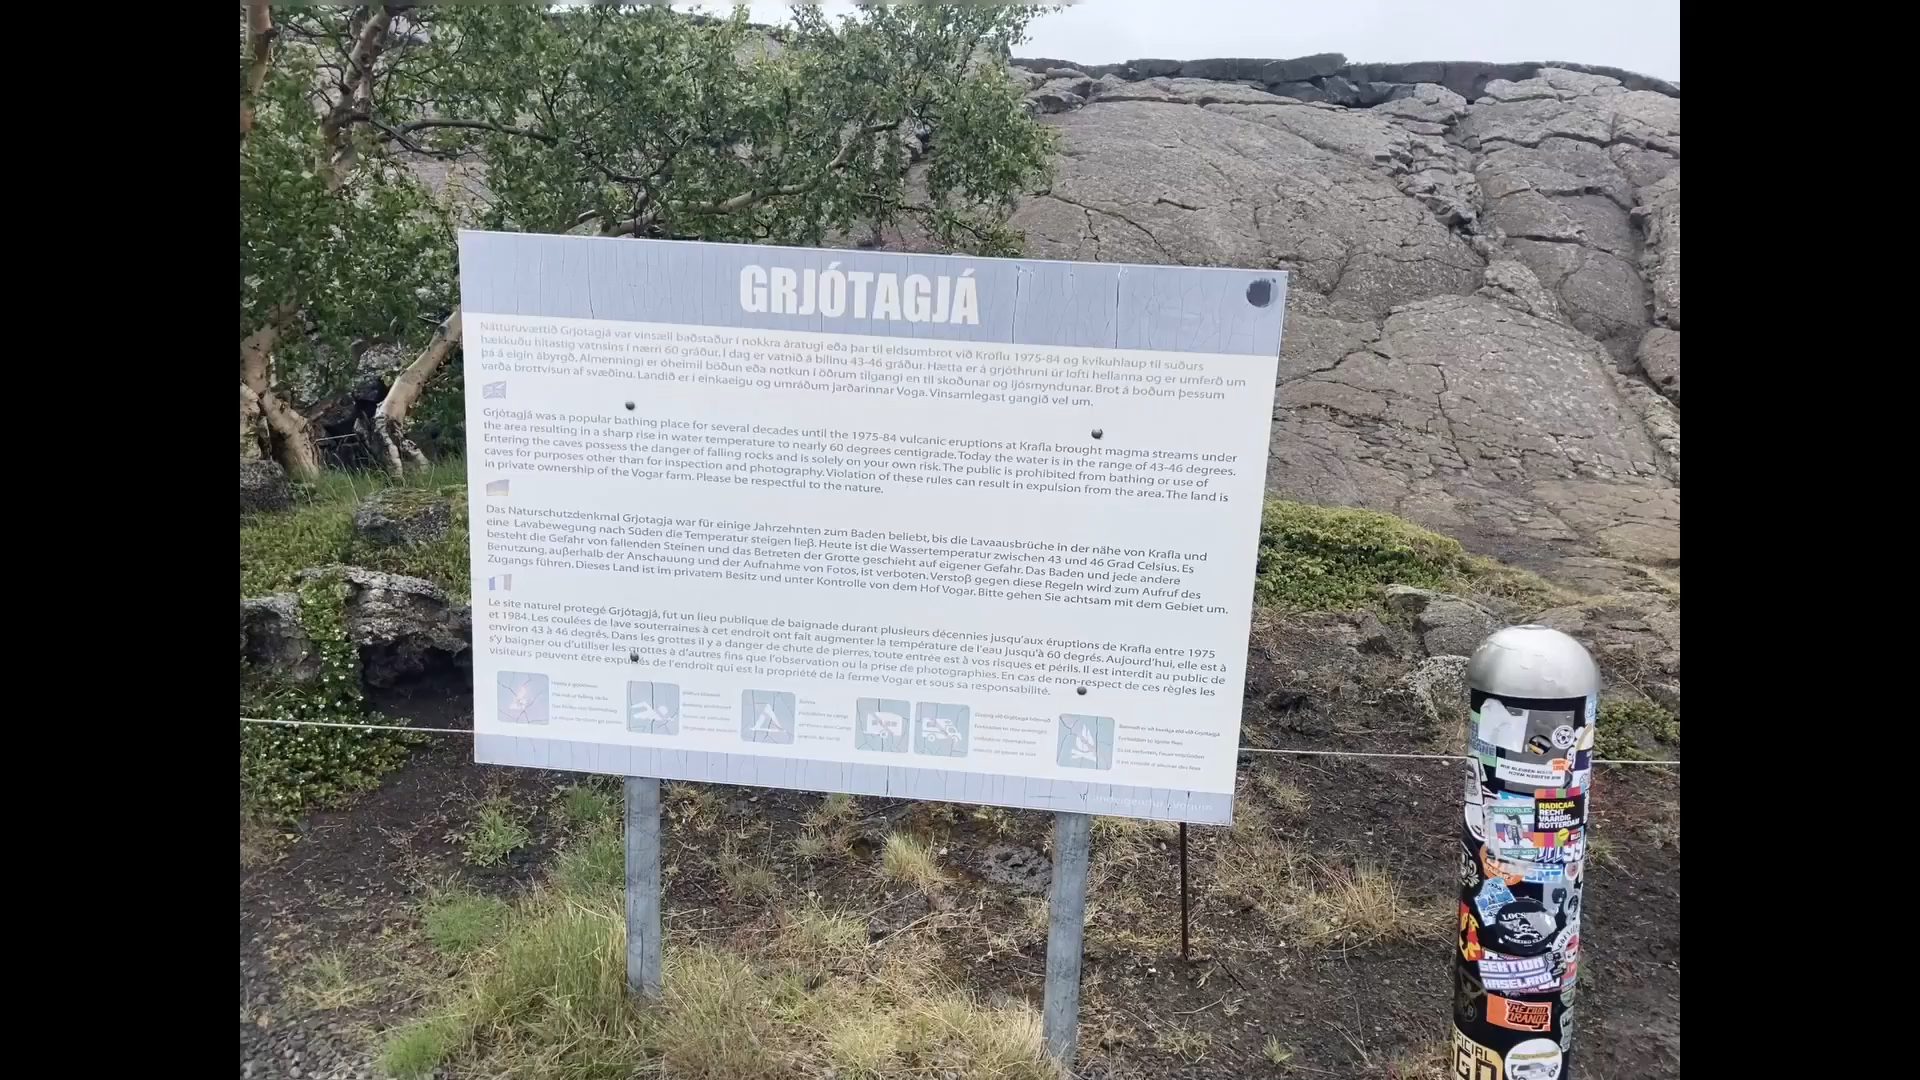 GRJÓTAGJÁ
Náttúruvættið Grjótagjá var vinsæll baðstaður í nokkra áratugi eða þar til eldsumbrot við Kröflu 1975-84 og kvikuhlaup til suðurs
hækkuðu hitastig vatnsins í nærri 60 gráður. Í dag er vatnið á bilinu 43-46 gráður. Hætta er á grjóthruni úr lofti hellanna og er umferð um
þá á eigin ábyrgð. Almenningi er óheimil böðun eða notkun í öðrum tilgangi en til skoðunar og ljósmyndunar. Brot á boðum þessum
varða brottvísun af svæðinu. Landið er í einkaeigu og umráðum jarðarinnar Voga. Vinsamlegast gangið vel um.
Grjótagjá was a popular bathing place for several decades until the 1975-84 vulcanic eruptions at Krafla brought magma streams under
the area resulting in a sharp rise in water temperature to nearly 60 degrees centigrade. Today the water is in the range of 43-46 degrees.
Entering the caves possess the danger of falling rocks and is solely on your own risk. The public is prohibited from bathing or use of
caves for purposes other than for inspection and photography. Violation of these rules can result in expulsion from the area. The land is
in private ownership of the Vogar farm. Please be respectful to the nature.
Das Naturschutzdenkmal Grjotagja war für einige Jahrzehnten zum Baden beliebt, bis die Lavaausbrüche in der nähe von Krafla und
eine Lavabewegung nach Süden die Temperatur steigen ließ. Heute ist die Wassertemperatur zwischen 43 und 46 Grad Celsius. Es
besteht die Gefahr von fallenden Steinen und das Betreten der Grotte geschieht auf eigener Gefahr. Das Baden und jede andere
Benutzung, außerhalb der Anschauung und der Aufnahme von Fotos, ist verboten. Verstoß gegen diese Regeln wird zum Aufruf des
Zugangs führen. Dieses Land ist im privatem Besitz und unter Kontrolle von dem Hof Vogar. Bitte gehen Sie achtsam mit dem Gebiet um.
Le site naturel protegé Grjótagjá, fut un lieu publique de baignade durant plusieurs décennies jusqu'aux éruptions de Krafla entre 1975
et 1984. Les coulées de lave souterraines à cet endroit ont fait augmenter la température de l'eau jusqu'à 60 degrés. Aujourd'hui, elle est à
environ 43 à 46 degrés. Dans les grottes il y a danger de chute de pierres, toute entrée est à vos risques et périls. Il est interdit au public de
s'y baigner ou d'utiliser les grottes à d'autres fins que l'observation ou la prise de photographies. En cas de non-respect de ces règles les
visiteurs peuvent être expulsés de l'endroit qui est la propriété de la ferme Vogar et sous sa responsabilité.
RADICAAL
RECHT
VAARDIG
ROTTERDAM
LOCS
SEKTION
HASELAND